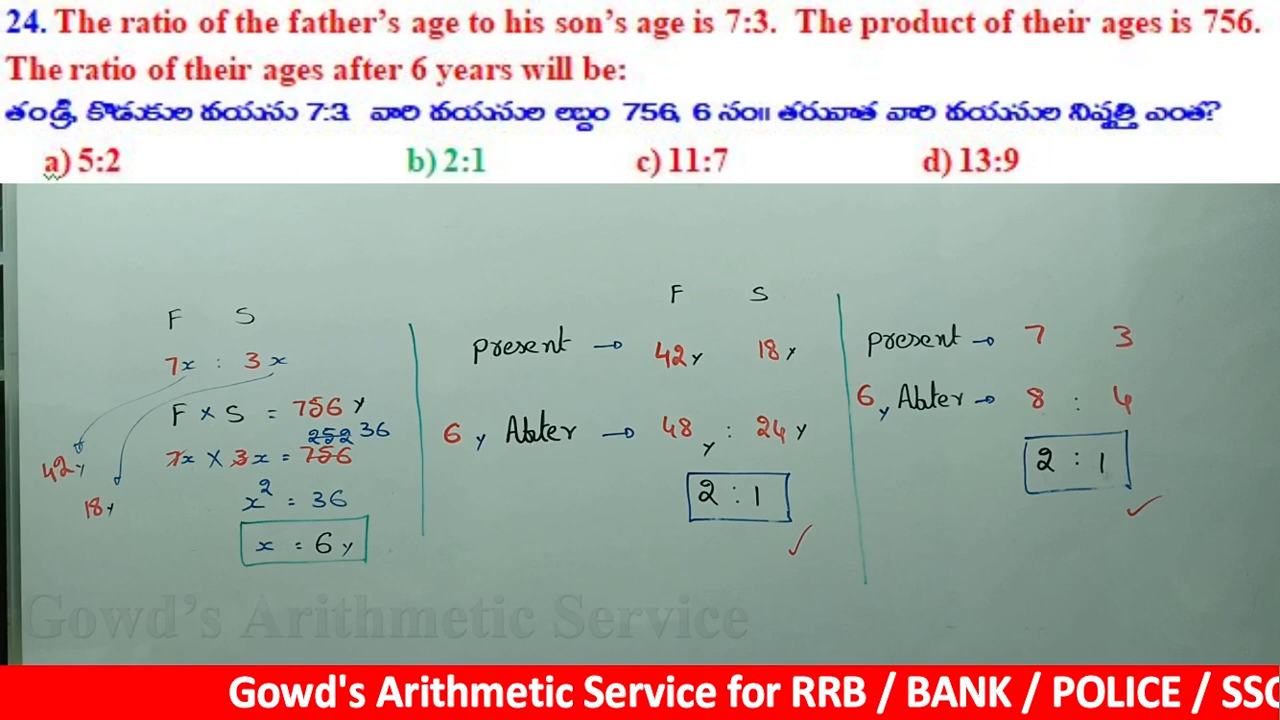 24. The ratio of the father's age to his son's age is 7:3. The product of their ages is 756.
The ratio of their ages after 6 years will be:
తండ్రి, కొడుకుల వయసు 7:3 వారి వయసుల లబ్దం 756, 6 సం॥ తరువాత వారి వయసుల నిష్పత్తి ఎంత?
a) 5:2 b) 2:1 c) 11:7 d) 13:9
F S
7x : 3x
F x S = 756 y
252 36
7x x 3x = 756
42y
18y
x² = 36
x = 6 y
F S
present → 42y 18y
6 y After → 48 y : 24 y
2 : 1
present → 7 3
6 y After → 8 : 4
2 : 1
Gowd's Arithmetic Service
Gowd's Arithmetic Service for RRB / BANK / POLICE / SSC